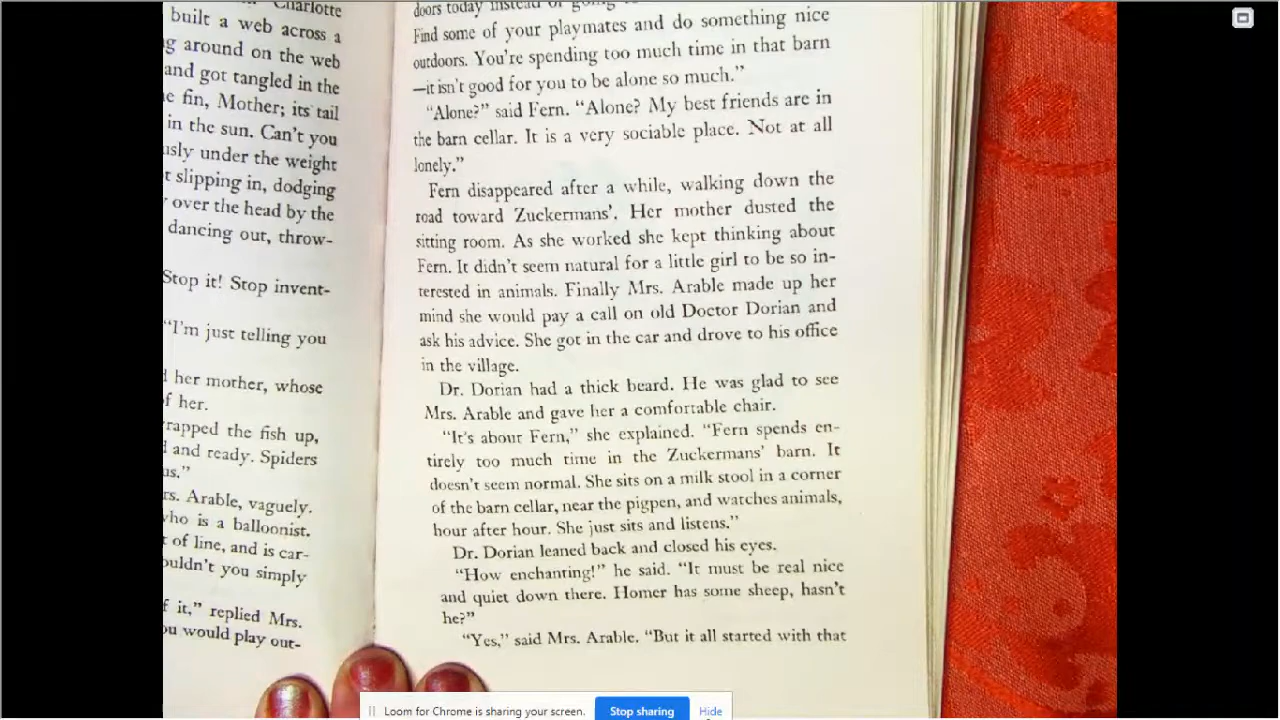 Charlotte
built a web across a
g around on the web
and got tangled in the
e fin, Mother; its tail
in the sun. Can't you
usly under the weight
t slipping in, dodging
over the head by the
dancing out, throw-
Stop it! Stop invent-
"I'm just telling you
her mother, whose
of her.
rapped the fish up,
and ready. Spiders
us."
rs. Arable, vaguely.
who is a balloonist.
of line, and is car-
ouldn't you simply
f it," replied Mrs.
ou would play out-
doors today instead of going
Find some of your playmates and do something nice
outdoors. You're spending too much time in that barn
—it isn't good for you to be alone so much."
"Alone?" said Fern. "Alone? My best friends are in
the barn cellar. It is a very sociable place. Not at all
lonely."
Fern disappeared after a while, walking down the
road toward Zuckermans'. Her mother dusted the
sitting room. As she worked she kept thinking about
Fern. It didn't seem natural for a little girl to be so in-
terested in animals. Finally Mrs. Arable made up her
mind she would pay a call on old Doctor Dorian and
ask his advice. She got in the car and drove to his office
in the village.
Dr. Dorian had a thick beard. He was glad to see
Mrs. Arable and gave her a comfortable chair.
"It's about Fern," she explained. "Fern spends en-
tirely too much time in the Zuckermans' barn. It
doesn't seem normal. She sits on a milk stool in a corner
of the barn cellar, near the pigpen, and watches animals,
hour after hour. She just sits and listens."
Dr. Dorian leaned back and closed his eyes.
"How enchanting!" he said. "It must be real nice
and quiet down there. Homer has some sheep, hasn't
he?"
"Yes," said Mrs. Arable. "But it all started with that
Loom for Chrome is sharing your screen.
Stop sharing
Hide